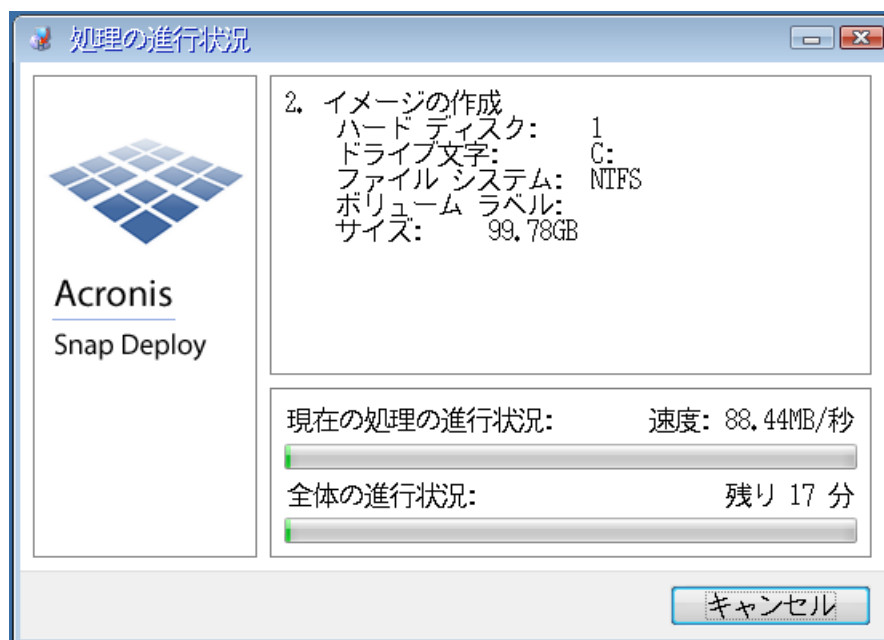 処理の進行状況
2. イメージの作成
ハード ディスク: 1
ドライブ文字: C:
ファイル システム: NTFS
ボリューム ラベル:
サイズ: 99.78GB
Acronis
Snap Deploy
現在の処理の進行状況: 速度: 88.44MB/秒
全体の進行状況: 残り 17 分
キャンセル